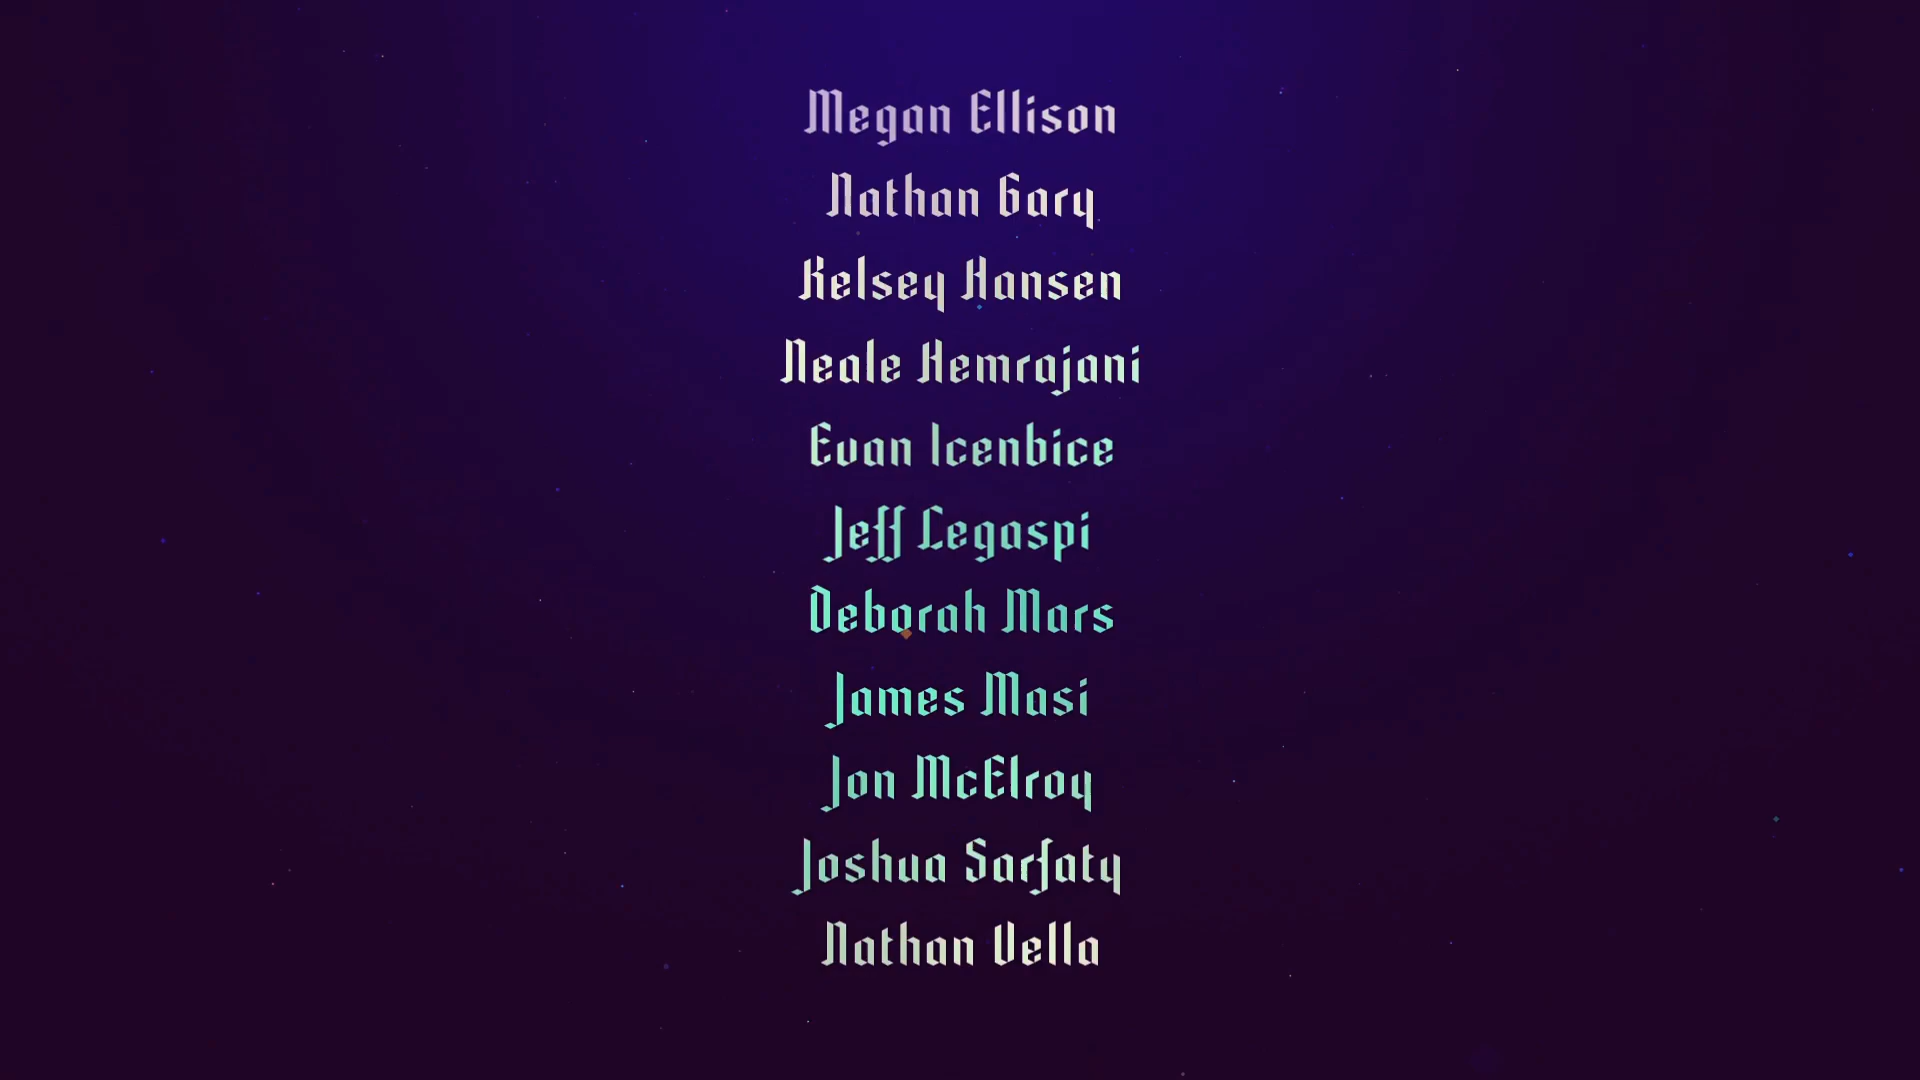 Megan Ellison
Nathan Gary
Kelsey Hansen
Neale Hemrajani
Evan Icenbice
Jeff Legaspi
Deborah Mars
James Masi
Jon McElroy
Joshua Sarfaty
Nathan Vella